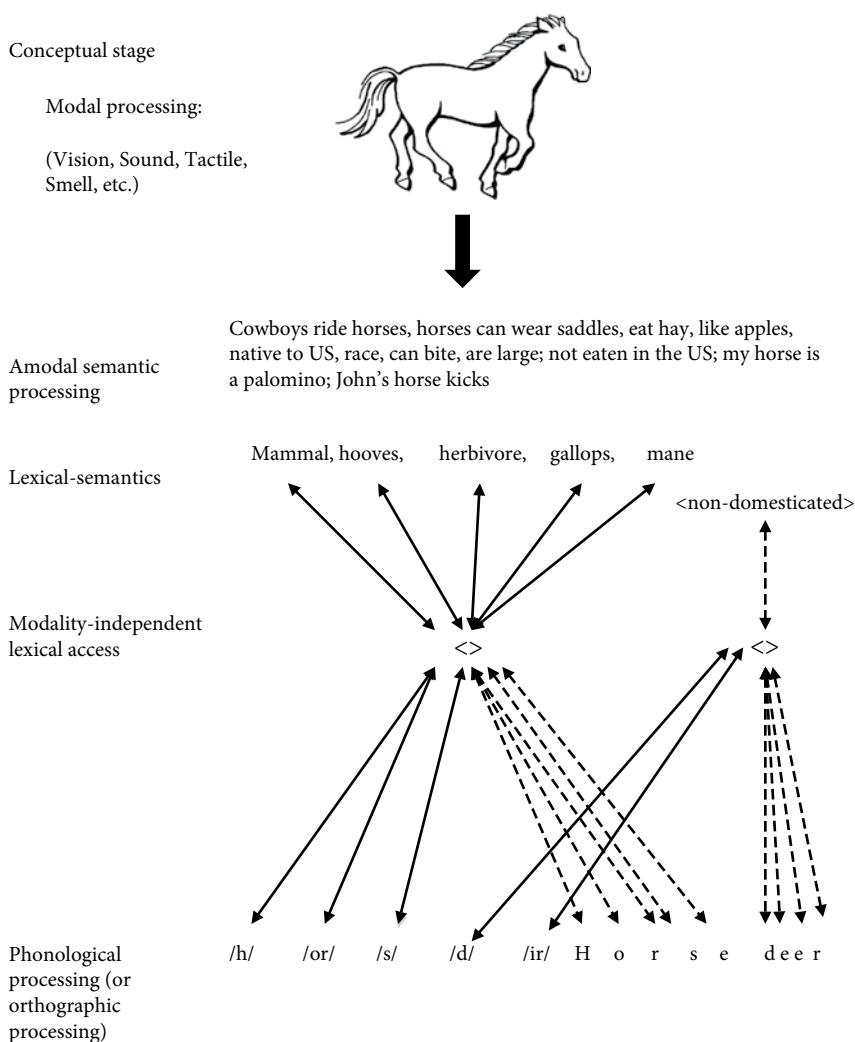 Conceptual stage
Modal processing:
(Vision, Sound, Tactile,
Smell, etc.)
Cowboys ride horses, horses can wear saddles, eat hay, like apples,
native to US, race, can bite, are large; not eaten in the US; my horse is
a palomino; John’s horse kicks
Amodal semantic
processing
Mammal, hooves, herbivore, gallops, mane
Lexical-semantics
<non-domesticated>
Modality-independent
lexical access
<> <>
Phonological
processing (or
orthographic
processing)
/h/ /or/ /s/ /d/ /ir/ H o r s e d e e r